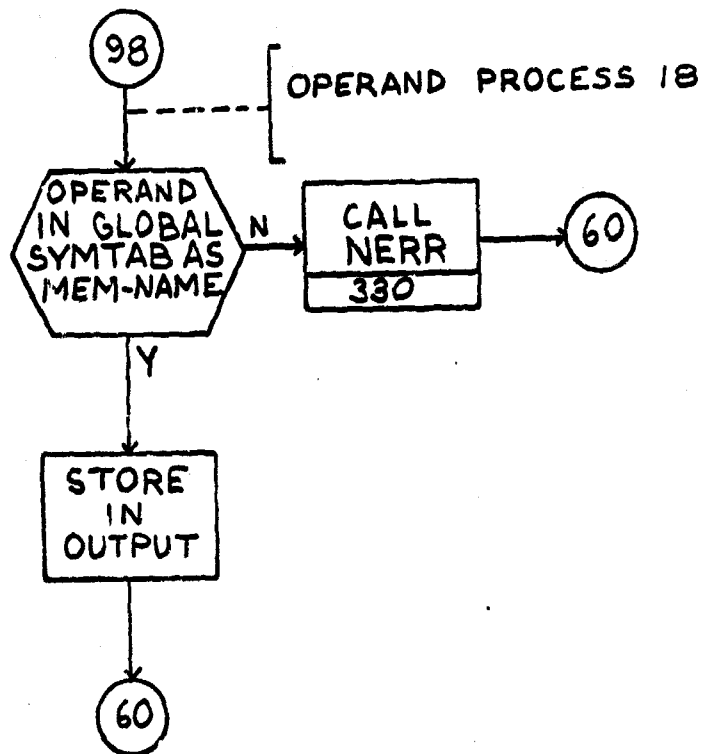 98
OPERAND PROCESS 18
OPERAND
IN GLOBAL
SYMTAB AS
MEM-NAME
N
CALL
NERR
330
60
Y
STORE
IN
OUTPUT
60